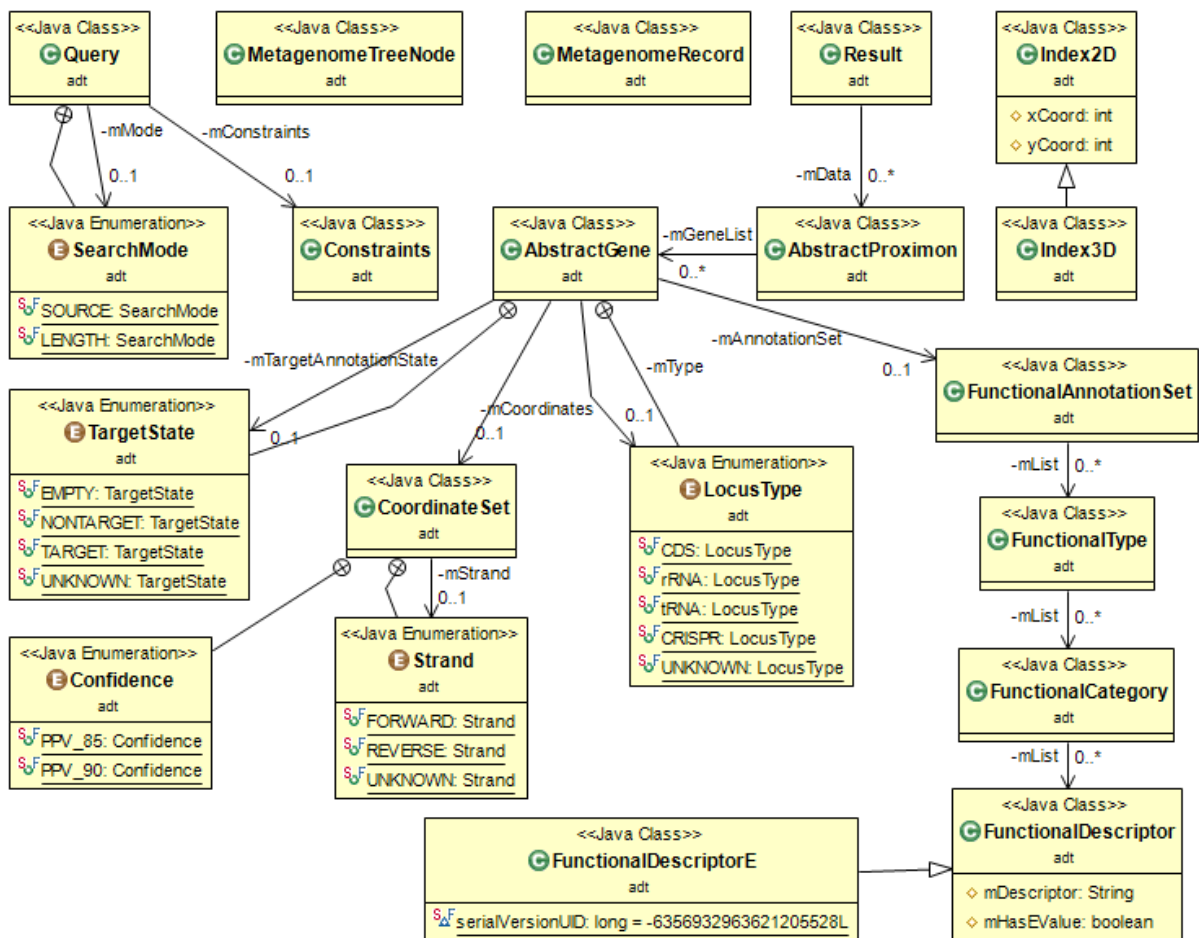 <<Java Class>>
Query
adt
<<Java Class>>
MetagenomeTreeNode
adt
<<Java Class>>
MetagenomeRecord
adt
<<Java Class>>
Result
adt
<<Java Class>>
Index2D
adt
xCoord: int
yCoord: int
-mMode
0..1
-mConstraints
0..1
-mData
0..*
<<Java Enumeration>>
SearchMode
adt
SOURCE: SearchMode
LENGTH: SearchMode
<<Java Class>>
Constraints
adt
<<Java Class>>
AbstractGene
adt
-mGeneList
0..*
<<Java Class>>
AbstractProximon
adt
<<Java Class>>
Index3D
adt
-mTargetAnnotationState
0..1
-mCoordinates
0..1
-mType
0..1
-mAnnotationSet
0..1
<<Java Enumeration>>
TargetState
adt
EMPTY: TargetState
NONTARGET: TargetState
TARGET: TargetState
UNKNOWN: TargetState
<<Java Class>>
CoordinateSet
adt
<<Java Enumeration>>
LocusType
adt
CDS: LocusType
rRNA: LocusType
tRNA: LocusType
CRISPR: LocusType
UNKNOWN: LocusType
<<Java Class>>
FunctionalAnnotationSet
adt
-mList
0..*
<<Java Class>>
FunctionalType
adt
-mStrand
0..1
-mList
0..*
<<Java Enumeration>>
Confidence
adt
PPV_85: Confidence
PPV_90: Confidence
<<Java Enumeration>>
Strand
adt
FORWARD: Strand
REVERSE: Strand
UNKNOWN: Strand
<<Java Class>>
FunctionalCategory
adt
-mList
0..*
<<Java Class>>
FunctionalDescriptorE
adt
serialVersionUID: long = -6356932963621205528L
<<Java Class>>
FunctionalDescriptor
adt
mDescriptor: String
mHasEValue: boolean